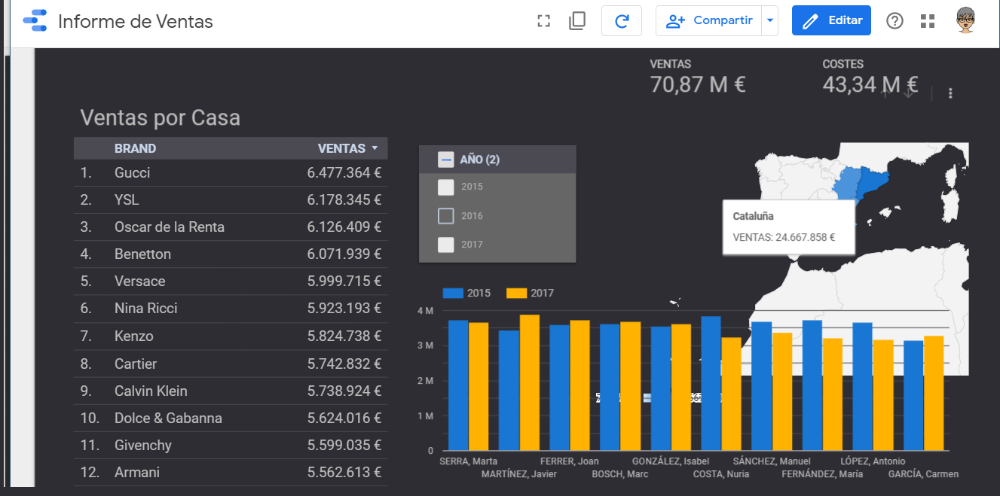 Informe de Ventas
Compartir
Editar
VENTAS
70,87 M €
COSTES
43,34 M €
Ventas por Casa
BRAND VENTAS
1. Gucci 6.477.364 €
2. YSL 6.178.345 €
3. Oscar de la Renta 6.126.409 €
4. Benetton 6.071.939 €
5. Versace 5.999.715 €
6. Nina Ricci 5.923.193 €
7. Kenzo 5.824.738 €
8. Cartier 5.742.832 €
9. Calvin Klein 5.738.924 €
10. Dolce & Gabanna 5.624.016 €
11. Givenchy 5.599.035 €
12. Armani 5.562.613 €
AÑO (2)
2015
2016
2017
Cataluña
VENTAS: 24.667.858 €
2015 2017
4 M
3 M
2 M
1 M
0
SERRA, Marta
MARTÍNEZ, Javier
FERRER, Joan
BOSCH, Marc
GONZÁLEZ, Isabel
COSTA, Nuria
SÁNCHEZ, Manuel
FERNÁNDEZ, María
LÓPEZ, Antonio
GARCÍA, Carmen